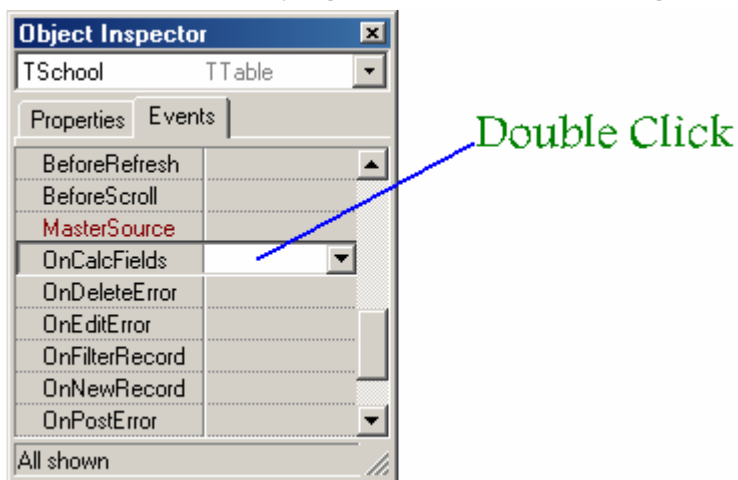 Object Inspector
TSchool TTable
Properties Events
Double Click
BeforeRefresh
BeforeScroll
MasterSource
OnCalcFields
OnDeleteError
OnEditError
OnFilterRecord
OnNewRecord
OnPostError
All shown